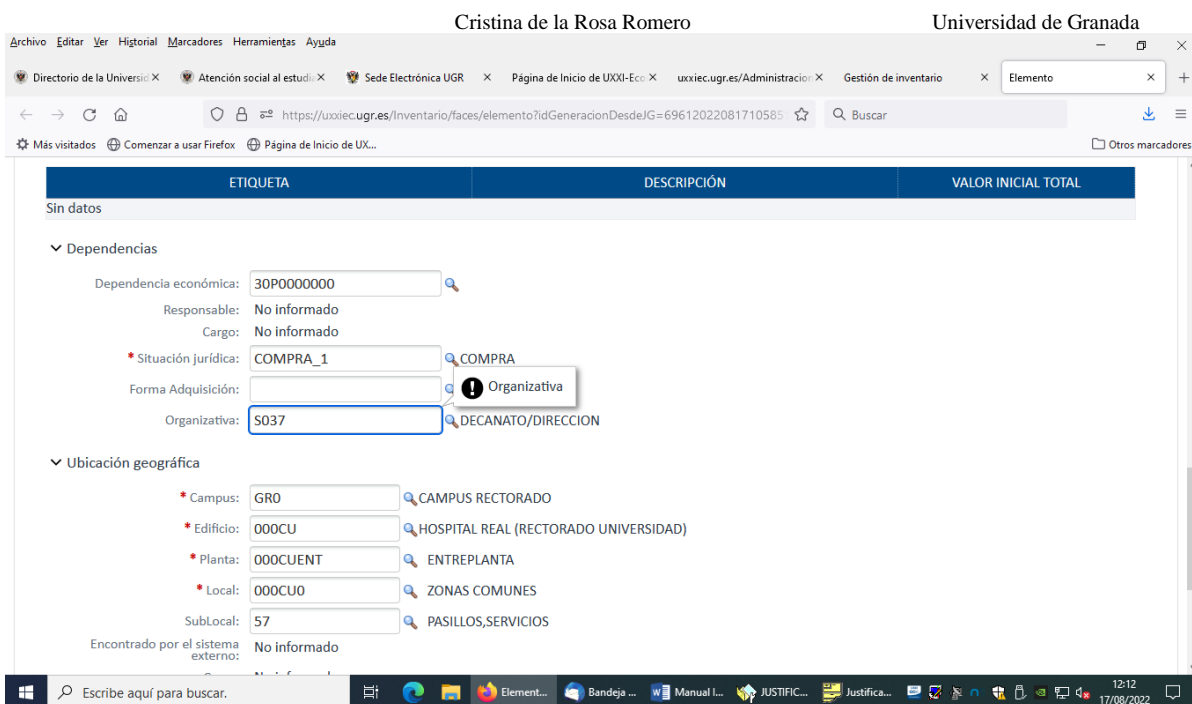 Cristina de la Rosa Romero Universidad de Granada
Archivo Editar Ver Historial Marcadores Herramientas Ayuda
Directorio de la Universid Atención social al estudia Sede Electrónica UGR Página de Inicio de UXXI-Eco uxxiec.ugr.es/Administracion Gestión de inventario Elemento
https://uxxiec.ugr.es/Inventario/faces/elemento?idGeneracionDesdeJG=69612022081710585 Buscar
Más visitados Comenzar a usar Firefox Página de Inicio de UX... Otros marcadores
ETIQUETA DESCRIPCIÓN VALOR INICIAL TOTAL
Sin datos
Dependencias
Dependencia económica: 30P0000000
Responsable: No informado
Cargo: No informado
* Situación jurídica: COMPRA_1 COMPRA
Forma Adquisición: Organizativa
Organizativa: S037 DECANATO/DIRECCION
Ubicación geográfica
* Campus: GR0 CAMPUS RECTORADO
* Edificio: 000CU HOSPITAL REAL (RECTORADO UNIVERSIDAD)
* Planta: 000CUENT ENTREPLANTA
* Local: 000CU0 ZONAS COMUNES
SubLocal: 57 PASILLOS,SERVICIOS
Encontrado por el sistema externo: No informado
Escribe aquí para buscar. Element... Bandeja ... Manual I... JUSTIFIC... Justifica... 12:12
17/08/2022